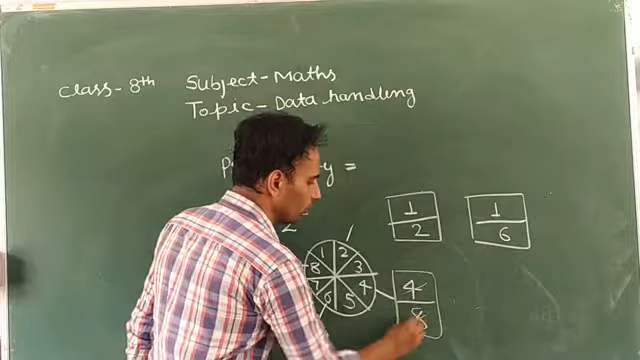 Class-8th Subject-Maths
Topic-Data handling
=
1/2 1/6
1 2 3 4 5 6 7 8
4/8